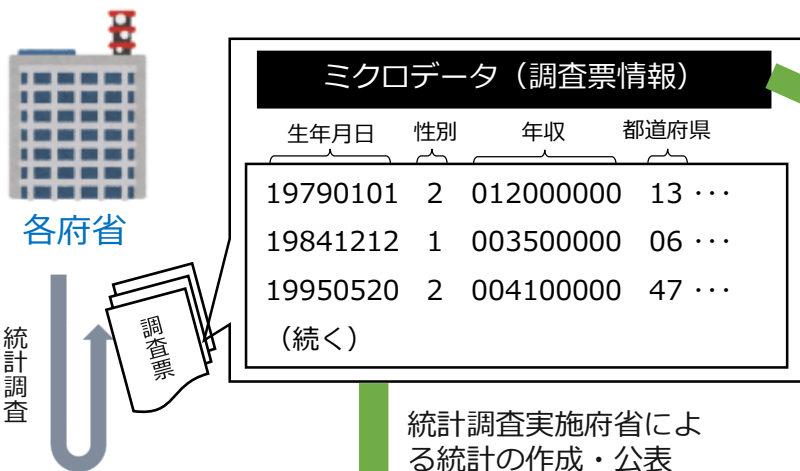 ミクロデータ（調査票情報）
生年月日 性別 年収 都道府県
19790101 2 012000000 13 ･･･
19841212 1 003500000 06 ･･･
19950520 2 004100000 47 ･･･
（続く）
各府省
調査票
統計調査
統計調査実施府省によ
る統計の作成・公表